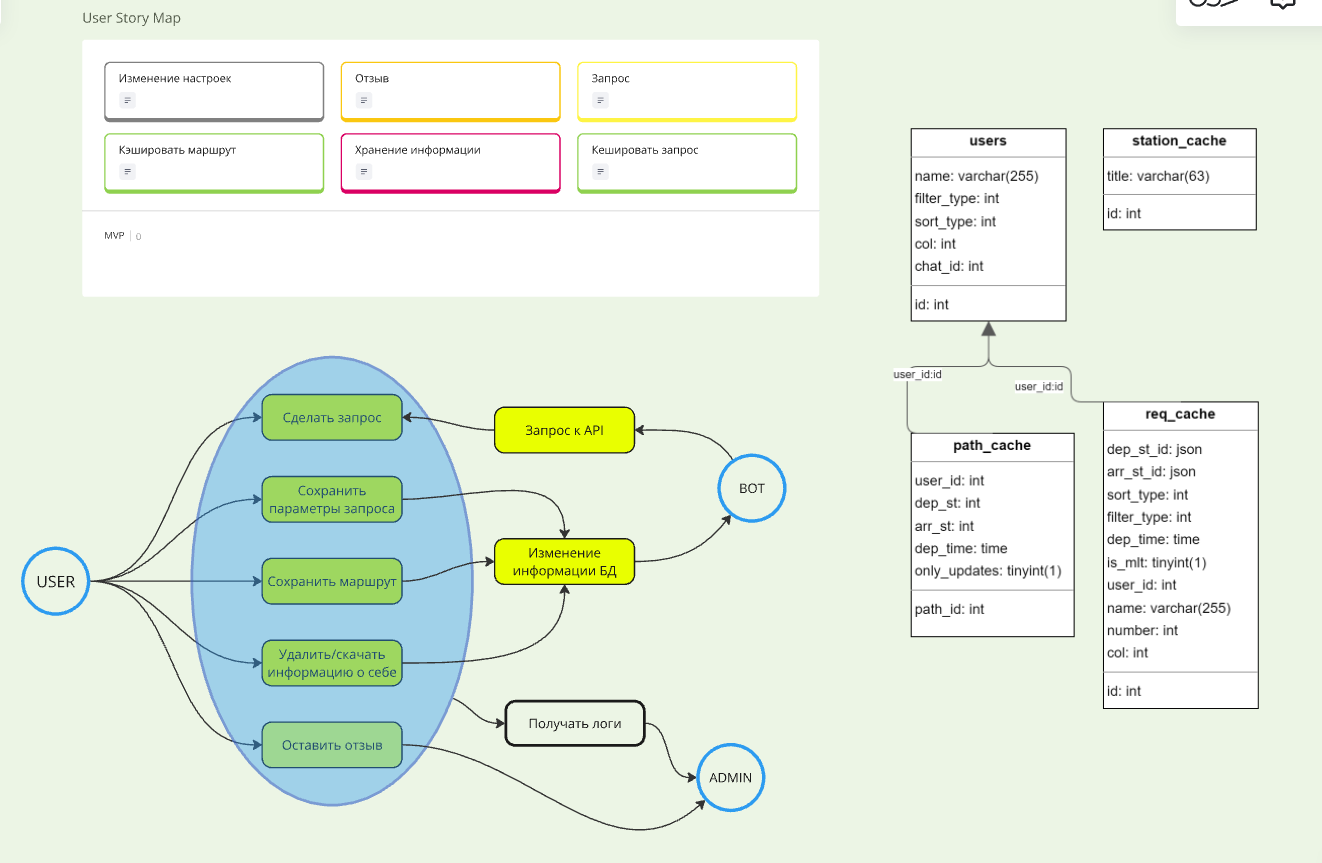 User Story Map
Изменение настроек
Отзыв
Запрос
Кэшировать маршрут
Хранение информации
Кешировать запрос
MVP
0
users
name: varchar(255)
filter_type: int
sort_type: int
col: int
chat_id: int
id: int
station_cache
title: varchar(63)
id: int
user_id:id
user_id:id
path_cache
user_id: int
dep_st: int
arr_st: int
dep_time: time
only_updates: tinyint(1)
path_id: int
req_cache
dep_st_id: json
arr_st_id: json
sort_type: int
filter_type: int
dep_time: time
is_mlt: tinyint(1)
user_id: int
name: varchar(255)
number: int
col: int
id: int
USER
Сделать запрос
Сохранить
параметры запроса
Сохранить маршрут
Удалить/скачать
информацию о себе
Оставить отзыв
Запрос к API
Изменение
информации БД
Получать логи
BOT
ADMIN